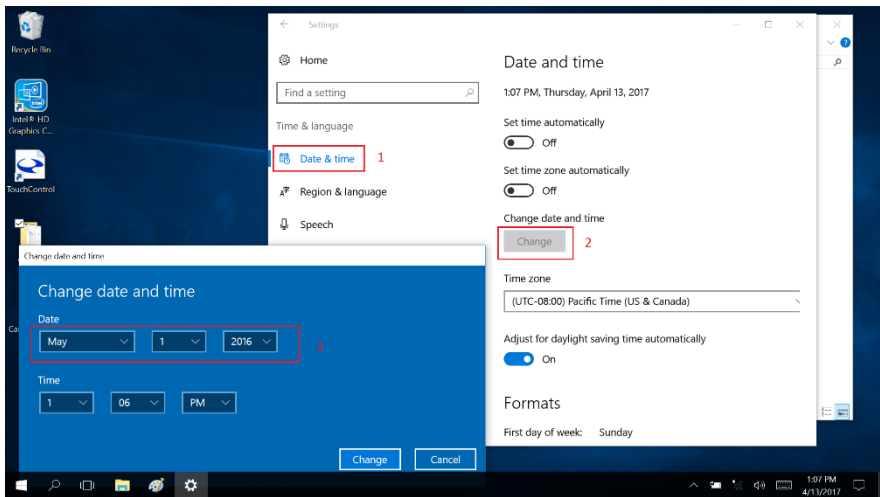 Recycle Bin
Intel® HD
Graphics C...
TouchControl
Ca
Settings
Home
Find a setting
Time & language
Date & time
1
Region & language
Speech
Date and time
1:07 PM, Thursday, April 13, 2017
Set time automatically
Off
Set time zone automatically
Off
Change date and time
Change
2
Time zone
(UTC-08:00) Pacific Time (US & Canada)
Adjust for daylight saving time automatically
On
Formats
First day of week: Sunday
Change date and time
Change date and time
Date
May 1 2016
3
Time
1 06 PM
Change Cancel
1:07 PM
4/13/2017